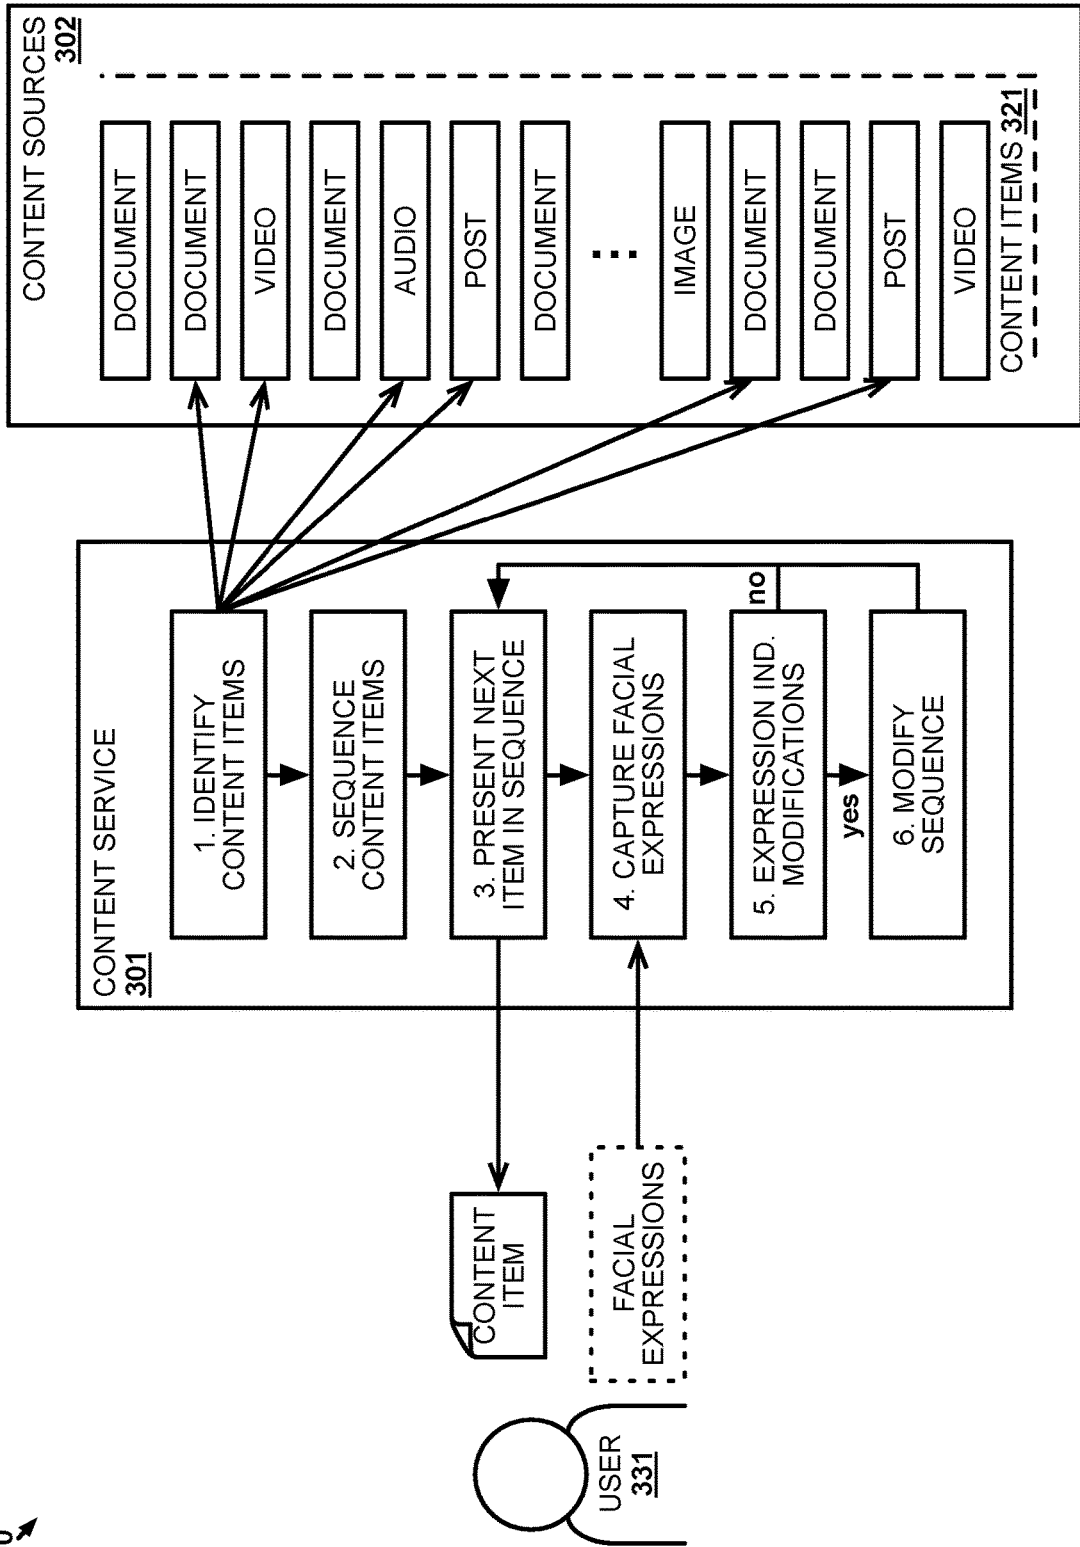 CONTENT SOURCES
302
DOCUMENT
DOCUMENT
VIDEO
DOCUMENT
AUDIO
POST
DOCUMENT
...
IMAGE
DOCUMENT
DOCUMENT
POST
VIDEO
CONTENT ITEMS 321
CONTENT SERVICE
301
1. IDENTIFY
CONTENT ITEMS
2. SEQUENCE
CONTENT ITEMS
3. PRESENT NEXT
ITEM IN SEQUENCE
4. CAPTURE FACIAL
EXPRESSIONS
5. EXPRESSION IND.
MODIFICATIONS
no
yes
6. MODIFY
SEQUENCE
CONTENT
ITEM
FACIAL
EXPRESSIONS
USER
331